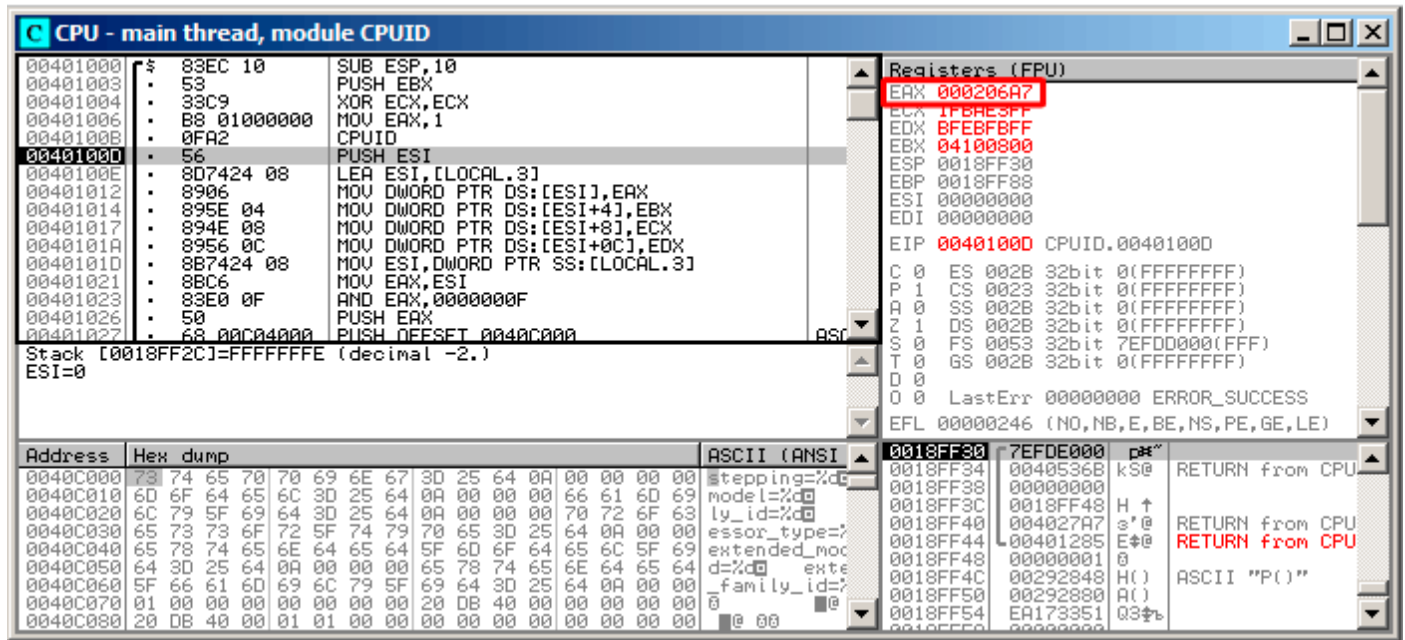 C CPU - main thread, module CPUID
00401000 $ 83EC 10 SUB ESP,10
00401003 . 53 PUSH EBX
00401004 . 33C9 XOR ECX,ECX
00401006 . B8 01000000 MOV EAX,1
0040100B . 0FA2 CPUID
0040100D . 56 PUSH ESI
0040100E . 8D7424 08 LEA ESI,[LOCAL.3]
00401012 . 8906 MOV DWORD PTR DS:[ESI],EAX
00401014 . 895E 04 MOV DWORD PTR DS:[ESI+4],EBX
00401017 . 894E 08 MOV DWORD PTR DS:[ESI+8],ECX
0040101A . 8956 0C MOV DWORD PTR DS:[ESI+0C],EDX
0040101D . 8B7424 08 MOV ESI,DWORD PTR SS:[LOCAL.3]
00401021 . 8BC6 MOV EAX,ESI
00401023 . 83E0 0F AND EAX,0000000F
00401026 . 50 PUSH EAX
00401027 . 68 00C04000 PUSH OFFSET 0040C000 ASC
Stack [0018FF2C]=FFFFFFFE (decimal -2.)
ESI=0
Registers (FPU)
EAX 000206A7
ECX 1FBAE3FF
EDX BFEBFBFF
EBX 04100800
ESP 0018FF30
EBP 0018FF88
ESI 00000000
EDI 00000000
EIP 0040100D CPUID.0040100D
C 0 ES 002B 32bit 0(FFFFFFFF)
P 1 CS 0023 32bit 0(FFFFFFFF)
A 0 SS 002B 32bit 0(FFFFFFFF)
Z 1 DS 002B 32bit 0(FFFFFFFF)
S 0 FS 0053 32bit 7EFDD000(FFF)
T 0 GS 002B 32bit 0(FFFFFFFF)
D 0
O 0 LastErr 00000000 ERROR_SUCCESS
EFL 00000246 (NO,NB,E,BE,NS,PE,GE,LE)
Address Hex dump ASCII (ANSI
0040C000 73 74 65 70 70 69 6E 67 3D 25 64 0A 00 00 00 00 stepping=%d
0040C010 6D 6F 64 65 6C 3D 25 64 0A 00 00 00 66 61 6D 69 model=%d
0040C020 6C 79 5F 69 64 3D 25 64 0A 00 00 00 70 72 6F 63 ly_id=%d
0040C030 65 73 73 6F 72 5F 74 79 70 65 3D 25 64 0A 00 00 essor_type=%
0040C040 65 78 74 65 6E 64 65 64 5F 6D 6F 64 65 6C 5F 69 extended_mod
0040C050 64 3D 25 64 0A 00 00 00 65 78 74 65 6E 64 65 64 d=%d exte
0040C060 5F 66 61 6D 69 6C 79 5F 69 64 3D 25 64 0A 00 00 _family_id=%
0040C070 01 00 00 00 00 00 00 00 20 DB 40 00 00 00 00 00
0040C080 20 DB 40 00 01 01 00 00 00 00 00 00 00 00 00 00
0018FF30 7EFDE000
0018FF34 0040536B kS@ RETURN from CPU
0018FF38 00000000
0018FF3C 0018FF48 H ↑
0018FF40 004027A7 RETURN from CPU
0018FF44 00401285 RETURN from CPU
0018FF48 00000001
0018FF4C 00292848 H() ASCII "P()"
0018FF50 00292880
0018FF54 EA173351